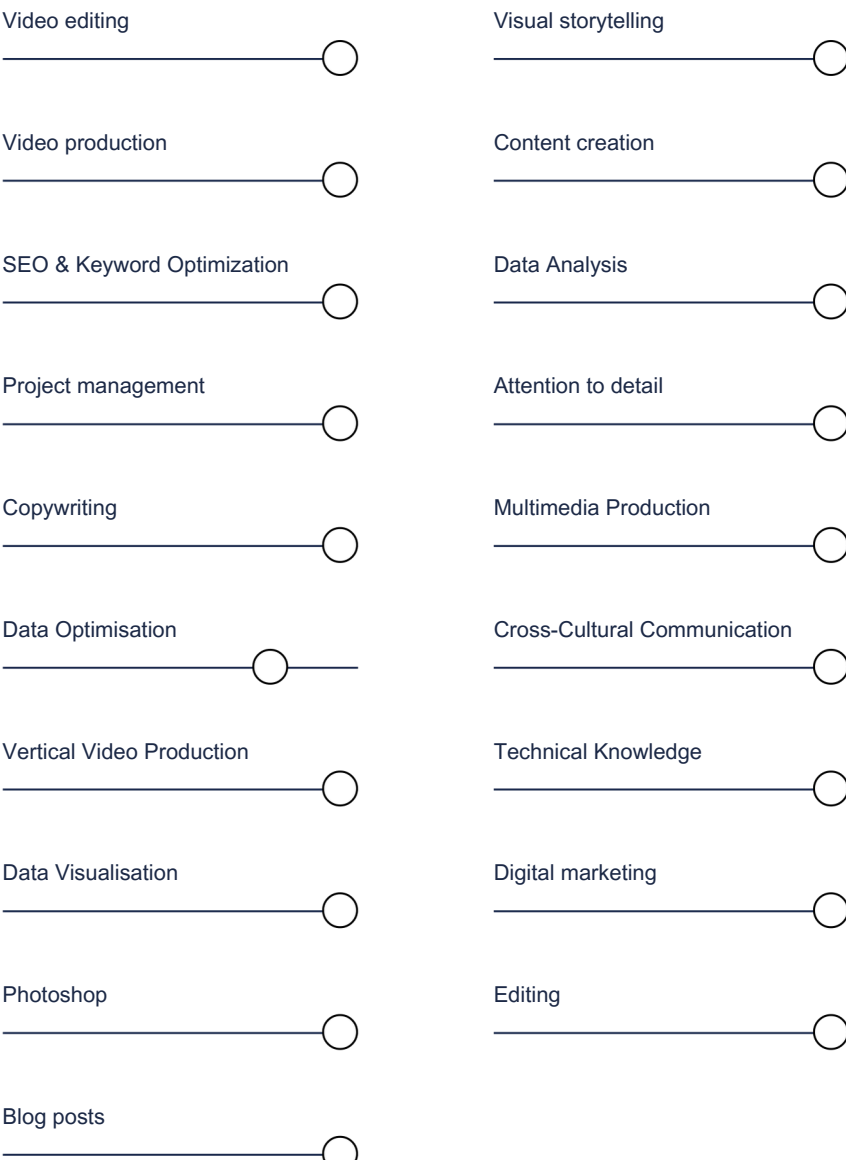 Video editing
Visual storytelling
Video production
Content creation
SEO & Keyword Optimization
Data Analysis
Project management
Attention to detail
Copywriting
Multimedia Production
Data Optimisation
Cross-Cultural Communication
Vertical Video Production
Technical Knowledge
Data Visualisation
Digital marketing
Photoshop
Editing
Blog posts